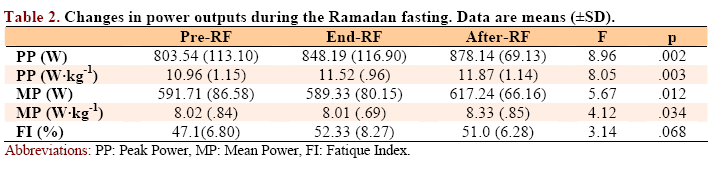 Table 2. Changes in power outputs during the Ramadan fasting. Data are means (±SD).
Pre-RF End-RF After-RF F p
PP (W) 803.54 (113.10) 848.19 (116.90) 878.14 (69.13) 8.96 .002
PP (W·kg⁻¹) 10.96 (1.15) 11.52 (.96) 11.87 (1.14) 8.05 .003
MP (W) 591.71 (86.58) 589.33 (80.15) 617.24 (66.16) 5.67 .012
MP (W·kg⁻¹) 8.02 (.84) 8.01 (.69) 8.33 (.85) 4.12 .034
FI (%) 47.1(6.80) 52.33 (8.27) 51.0 (6.28) 3.14 .068
Abbreviations: PP: Peak Power, MP: Mean Power, FI: Fatique Index.